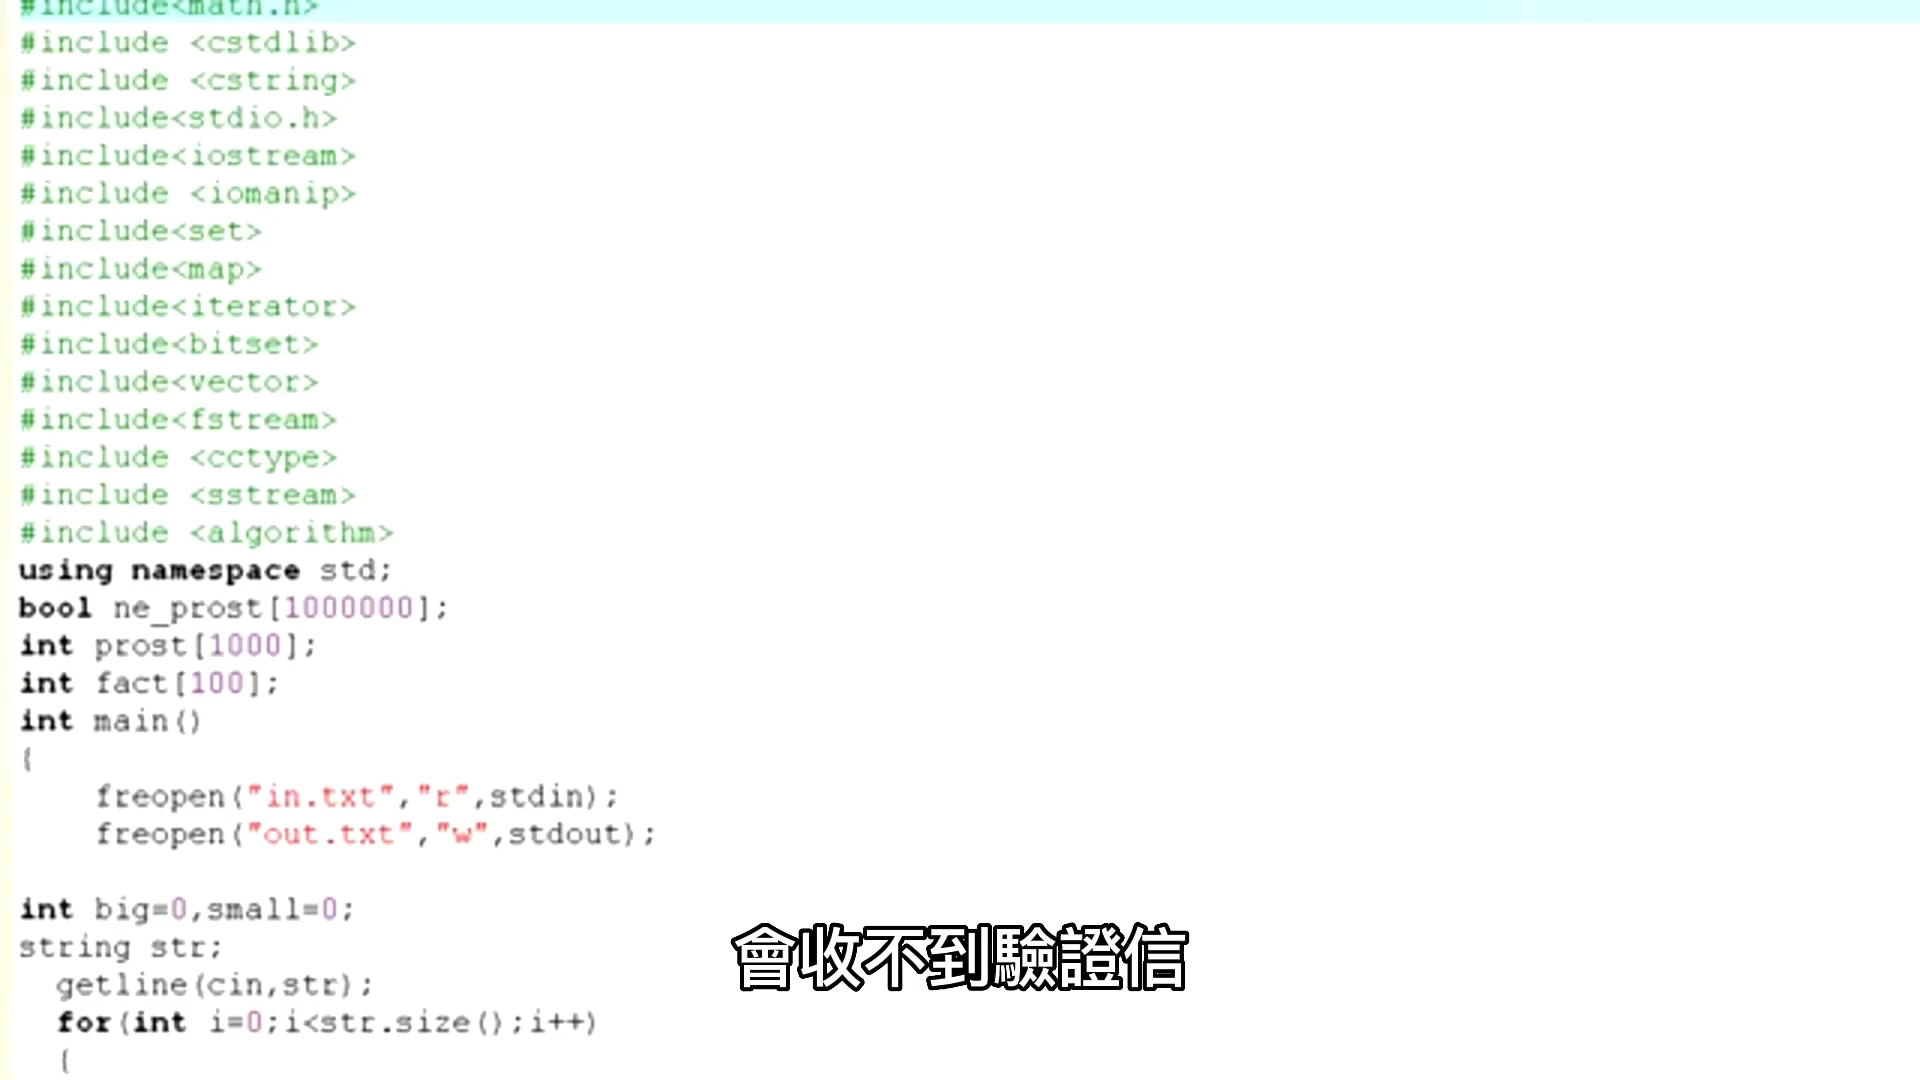 #include<math.h>
#include <cstdlib>
#include <cstring>
#include<stdio.h>
#include<iostream>
#include <iomanip>
#include<set>
#include<map>
#include<iterator>
#include<bitset>
#include<vector>
#include<fstream>
#include <cctype>
#include <sstream>
#include <algorithm>
using namespace std;
bool ne_prost[1000000];
int prost[1000];
int fact[100];
int main()
{
    freopen("in.txt","r",stdin);
    freopen("out.txt","w",stdout);
int big=0,small=0;
string str;
  getline(cin,str);
  for(int i=0;i<str.size();i++)
  {
會收不到驗證信